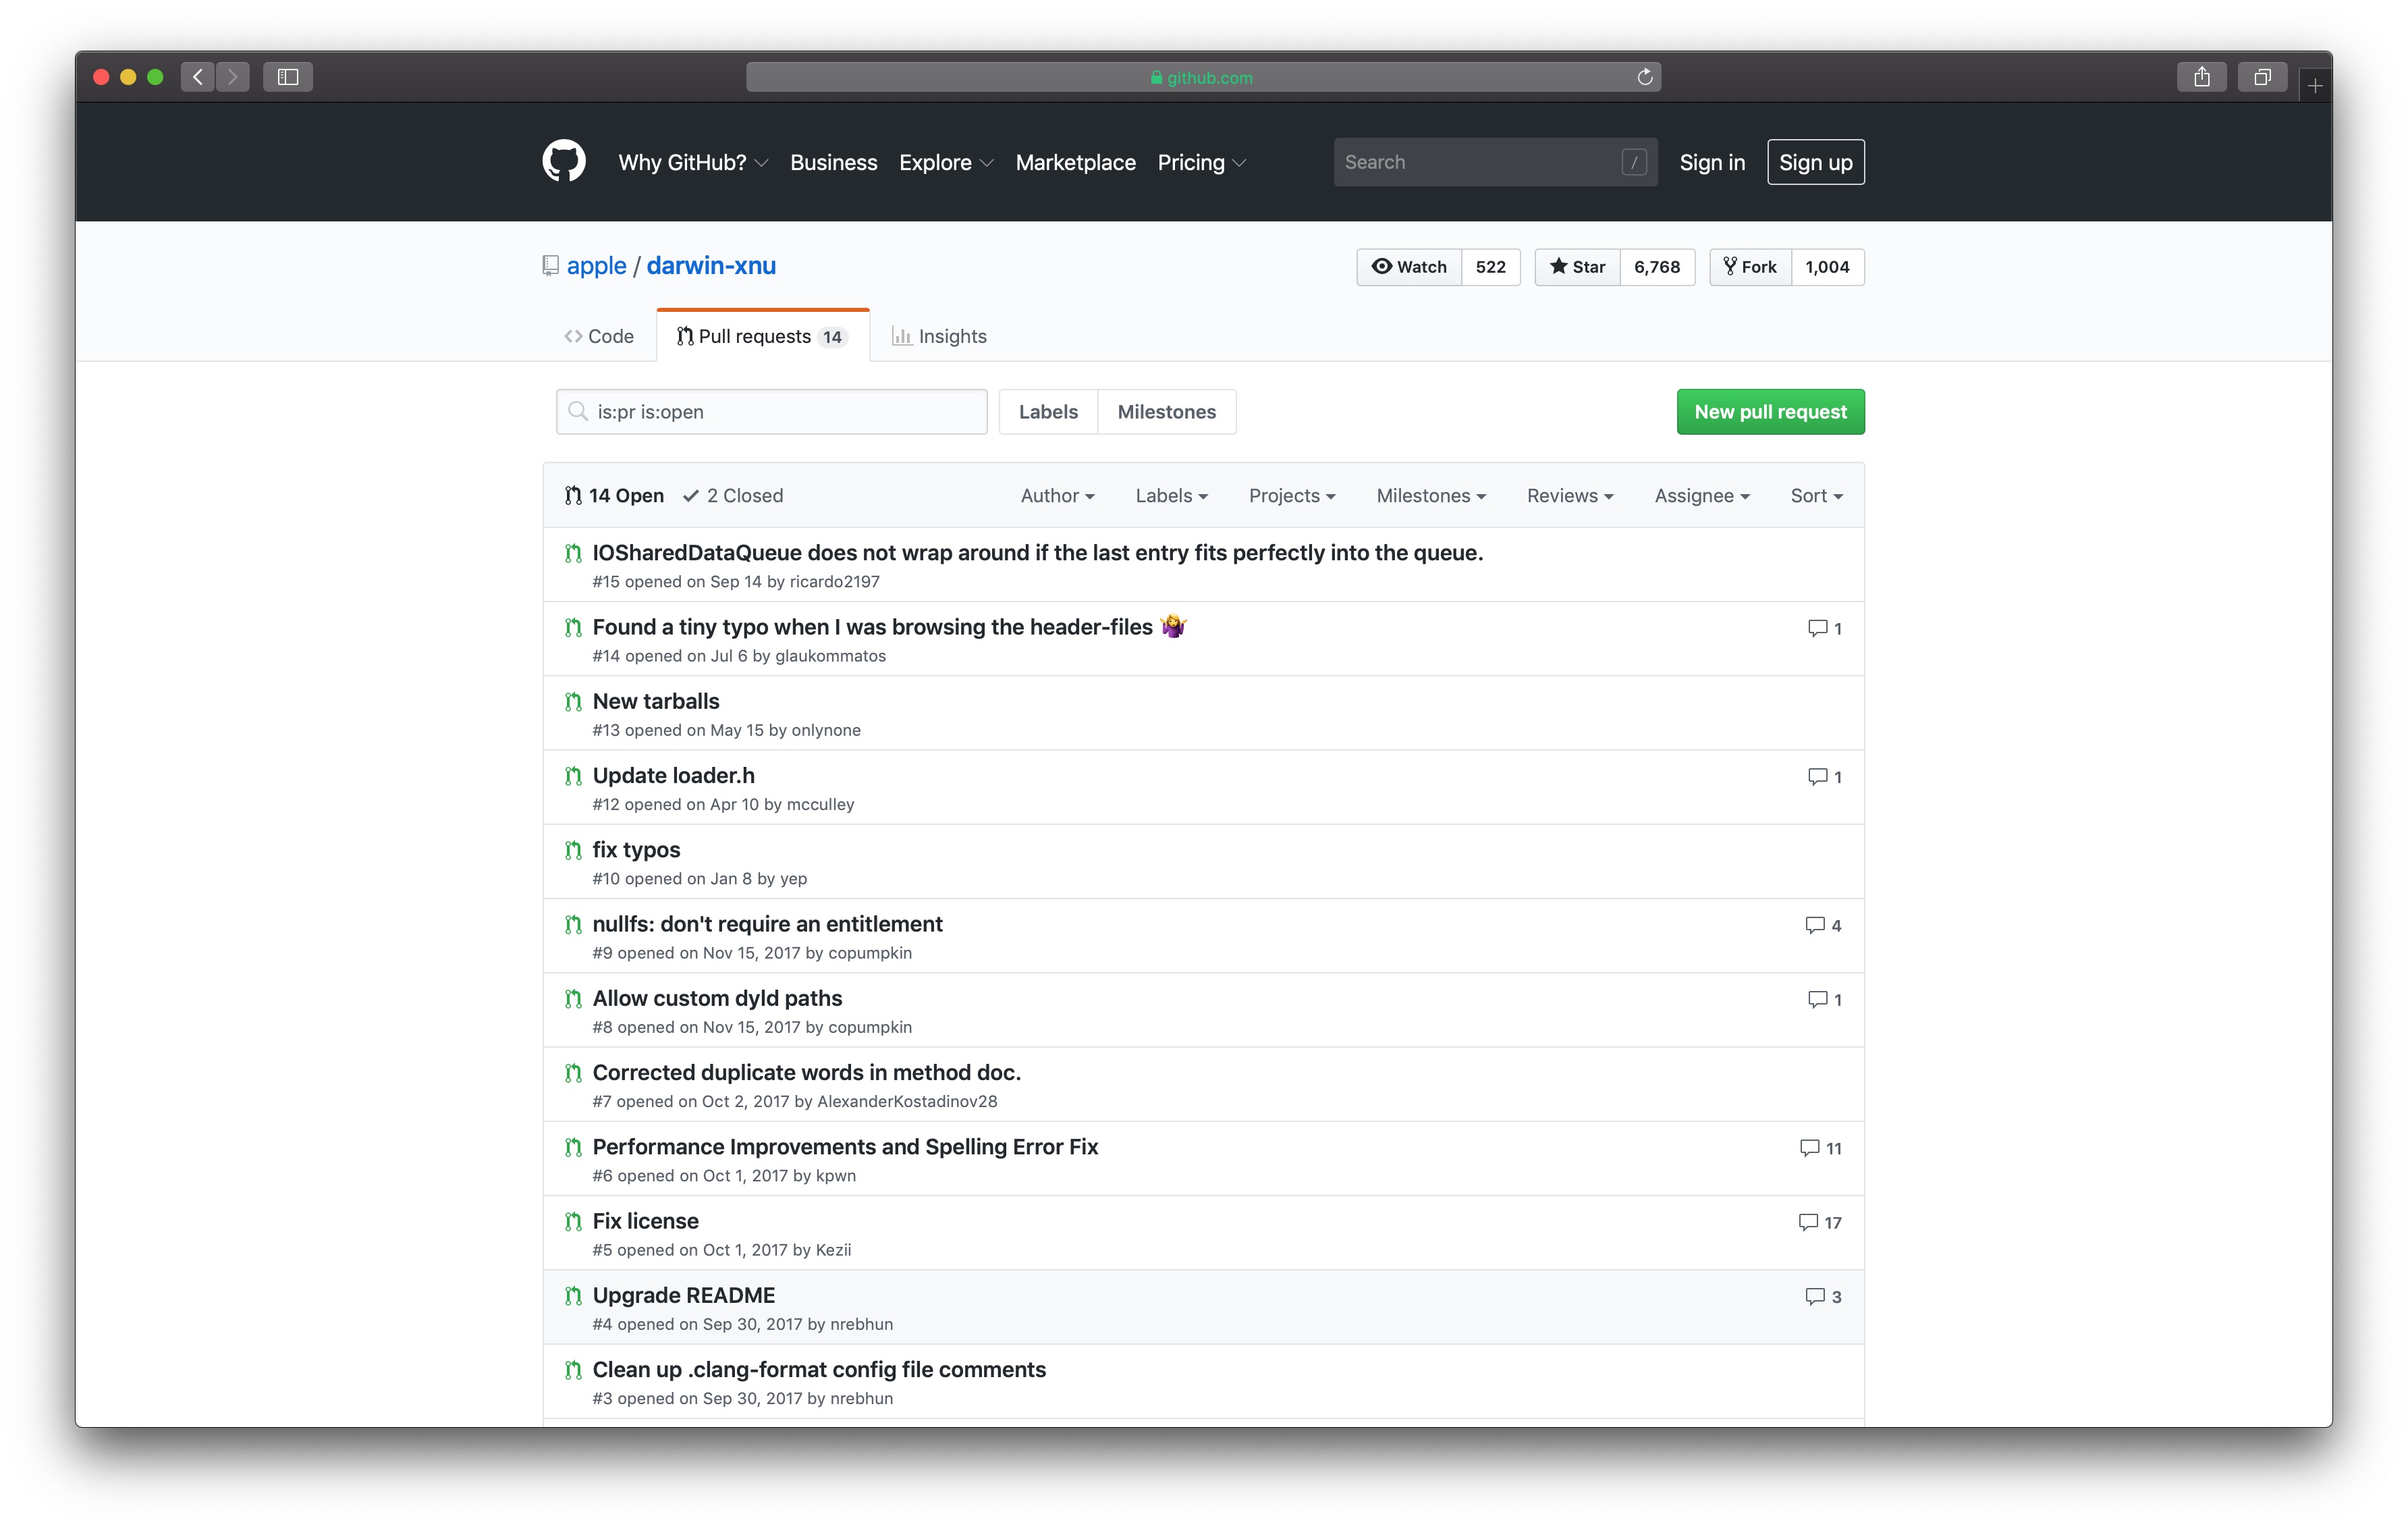 github.com
Why GitHub? Business Explore Marketplace Pricing Search / Sign in Sign up
apple / darwin-xnu Watch 522 Star 6,768 Fork 1,004
Code Pull requests 14 Insights
is:pr is:open Labels Milestones New pull request
14 Open 2 Closed Author Labels Projects Milestones Reviews Assignee Sort
IOSharedDataQueue does not wrap around if the last entry fits perfectly into the queue.
#15 opened on Sep 14 by ricardo2197
Found a tiny typo when I was browsing the header-files 🤷‍♀️ 1
#14 opened on Jul 6 by glaukommatos
New tarballs
#13 opened on May 15 by onlynone
Update loader.h 1
#12 opened on Apr 10 by mcculley
fix typos
#10 opened on Jan 8 by yep
nullfs: don't require an entitlement 4
#9 opened on Nov 15, 2017 by copumpkin
Allow custom dyld paths 1
#8 opened on Nov 15, 2017 by copumpkin
Corrected duplicate words in method doc.
#7 opened on Oct 2, 2017 by AlexanderKostadinov28
Performance Improvements and Spelling Error Fix 11
#6 opened on Oct 1, 2017 by kpwn
Fix license 17
#5 opened on Oct 1, 2017 by Kezii
Upgrade README 3
#4 opened on Sep 30, 2017 by nrebhun
Clean up .clang-format config file comments
#3 opened on Sep 30, 2017 by nrebhun